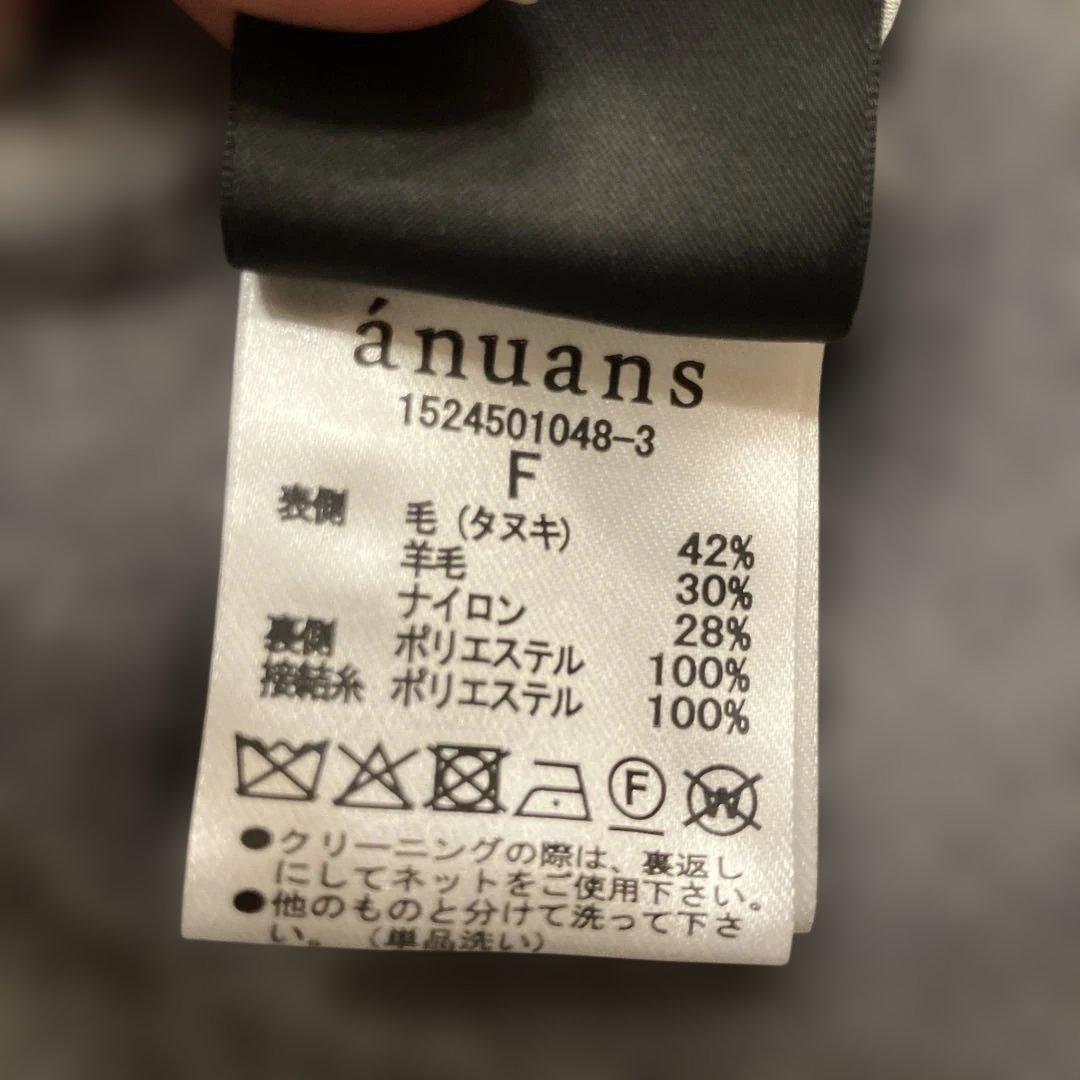 ánuans
1524501048-3
F
表側 毛 (タヌキ) 42%
羊毛 30%
ナイロン 28%
裏側 ポリエステル 100%
接結糸 ポリエステル 100%
F W
●クリーニングの際は、裏返し
にしてネットをご使用下さい。
●他のものと分けて洗って下さ
い。(単品洗い)